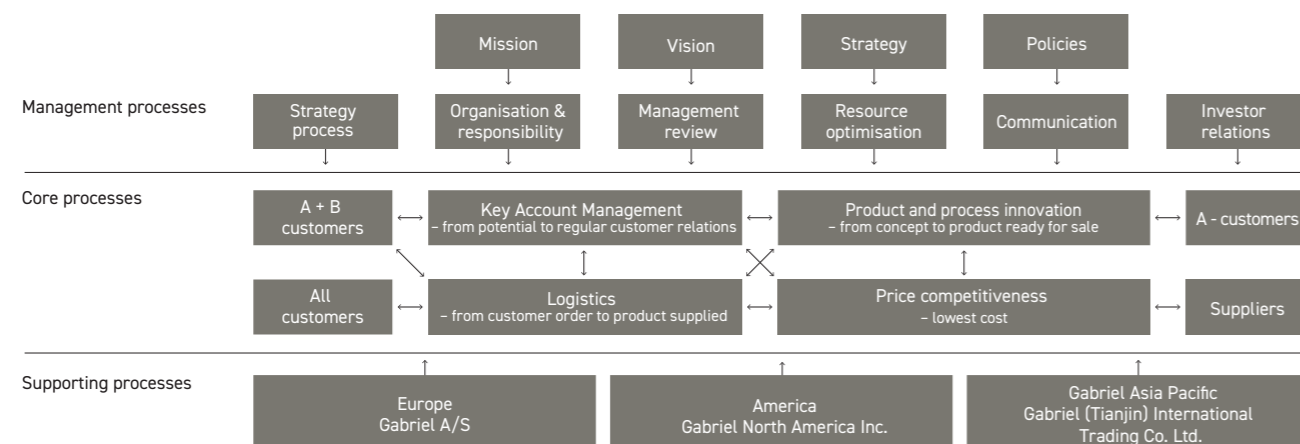 Mission
Vision
Strategy
Policies
Management processes
Strategy
process
Organisation &
responsibility
Management
review
Resource
optimisation
Communication
Investor
relations
Core processes
A + B
customers
Key Account Management
– from potential to regular customer relations
Product and process innovation
– from concept to product ready for sale
A - customers
All
customers
Logistics
– from customer order to product supplied
Price competitiveness
– lowest cost
Suppliers
Supporting processes
Europe
Gabriel A/S
America
Gabriel North America Inc.
Gabriel Asia Pacific
Gabriel (Tianjin) International
Trading Co. Ltd.